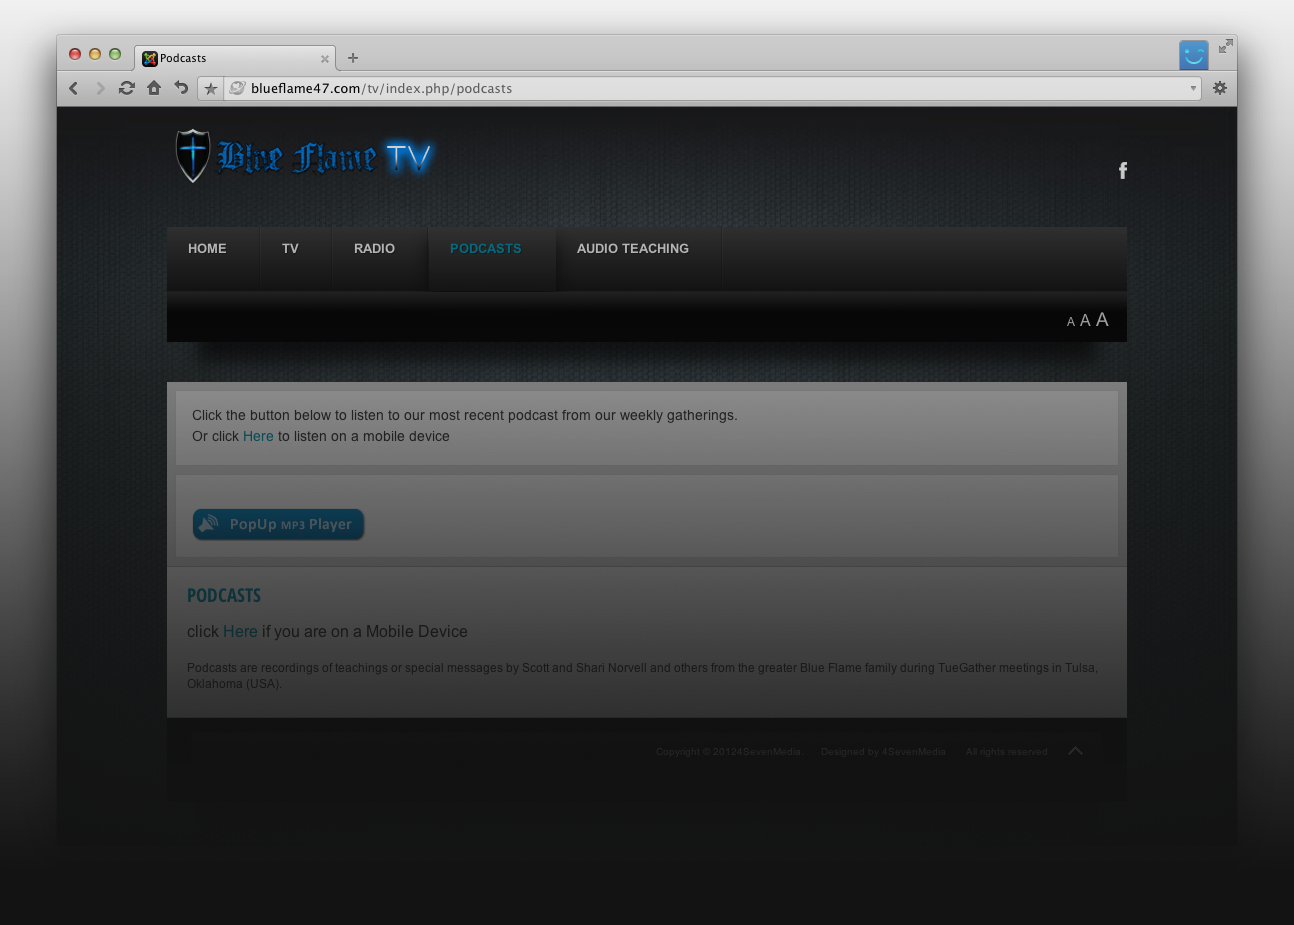 Podcasts
blueflame47.com/tv/index.php/podcasts
Blue Flame TV
f
HOME TV RADIO PODCASTS AUDIO TEACHING
A A A
Click the button below to listen to our most recent podcast from our weekly gatherings.
Or click Here to listen on a mobile device
PopUp MP3 Player
PODCASTS
click Here if you are on a Mobile Device
Podcasts are recordings of teachings or special messages by Scott and Shari Norvell and others from the greater Blue Flame family during TueGather meetings in Tulsa,
Oklahoma (USA).
Copyright © 20124SevenMedia Designed by 4SevenMedia All rights reserved